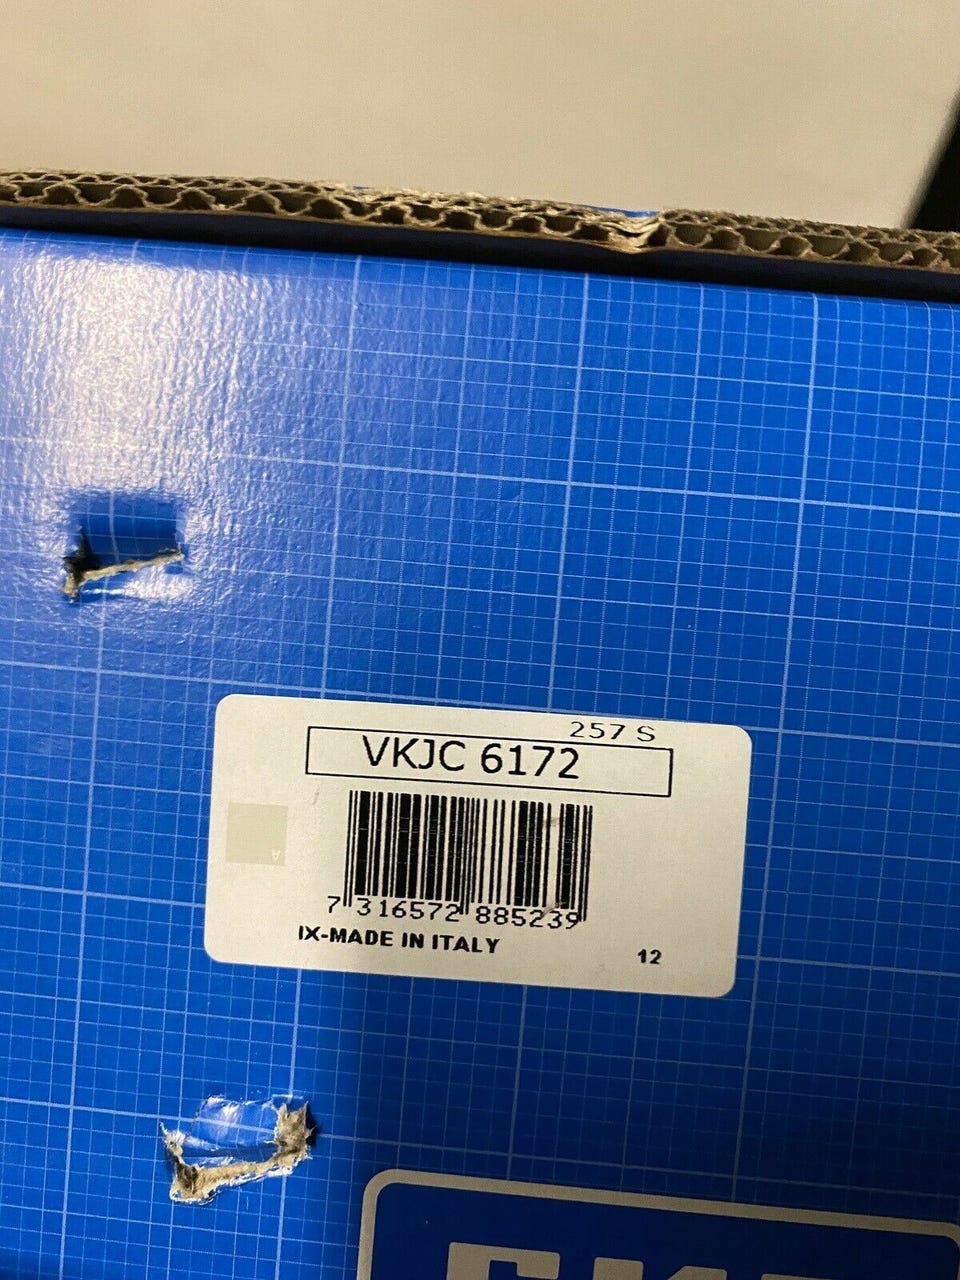 257 S
VKJC 6172
A
7 316572 885239
IX-MADE IN ITALY
12